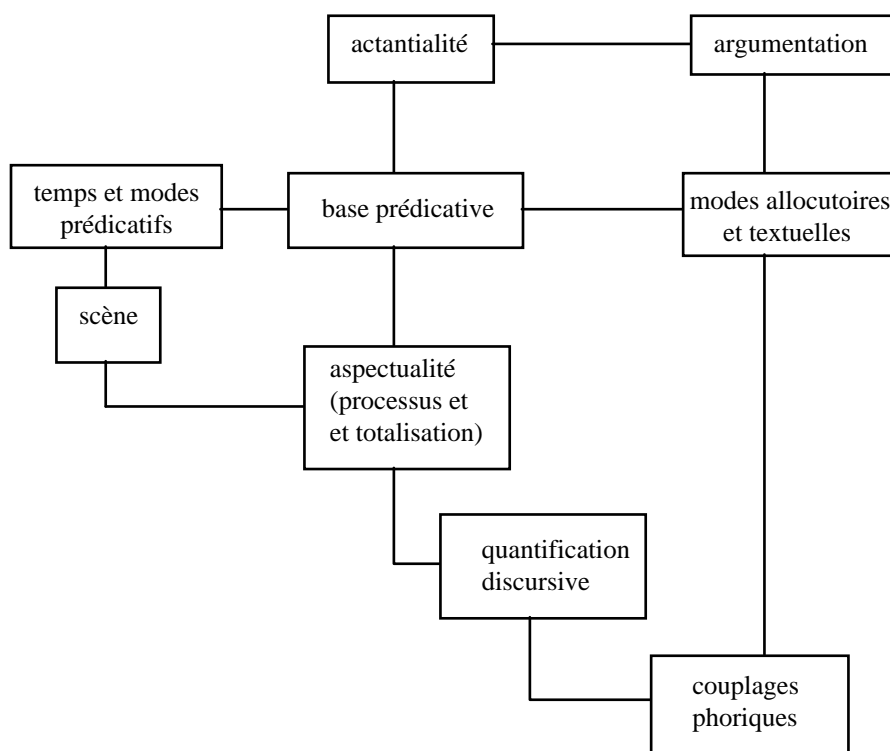 actantialité
argumentation
temps et modes
prédicatifs
base prédicative
modes allocutoires
et textuelles
scène
aspectualité
(processus et
et totalisation)
quantification
discursive
couplages
phoriques